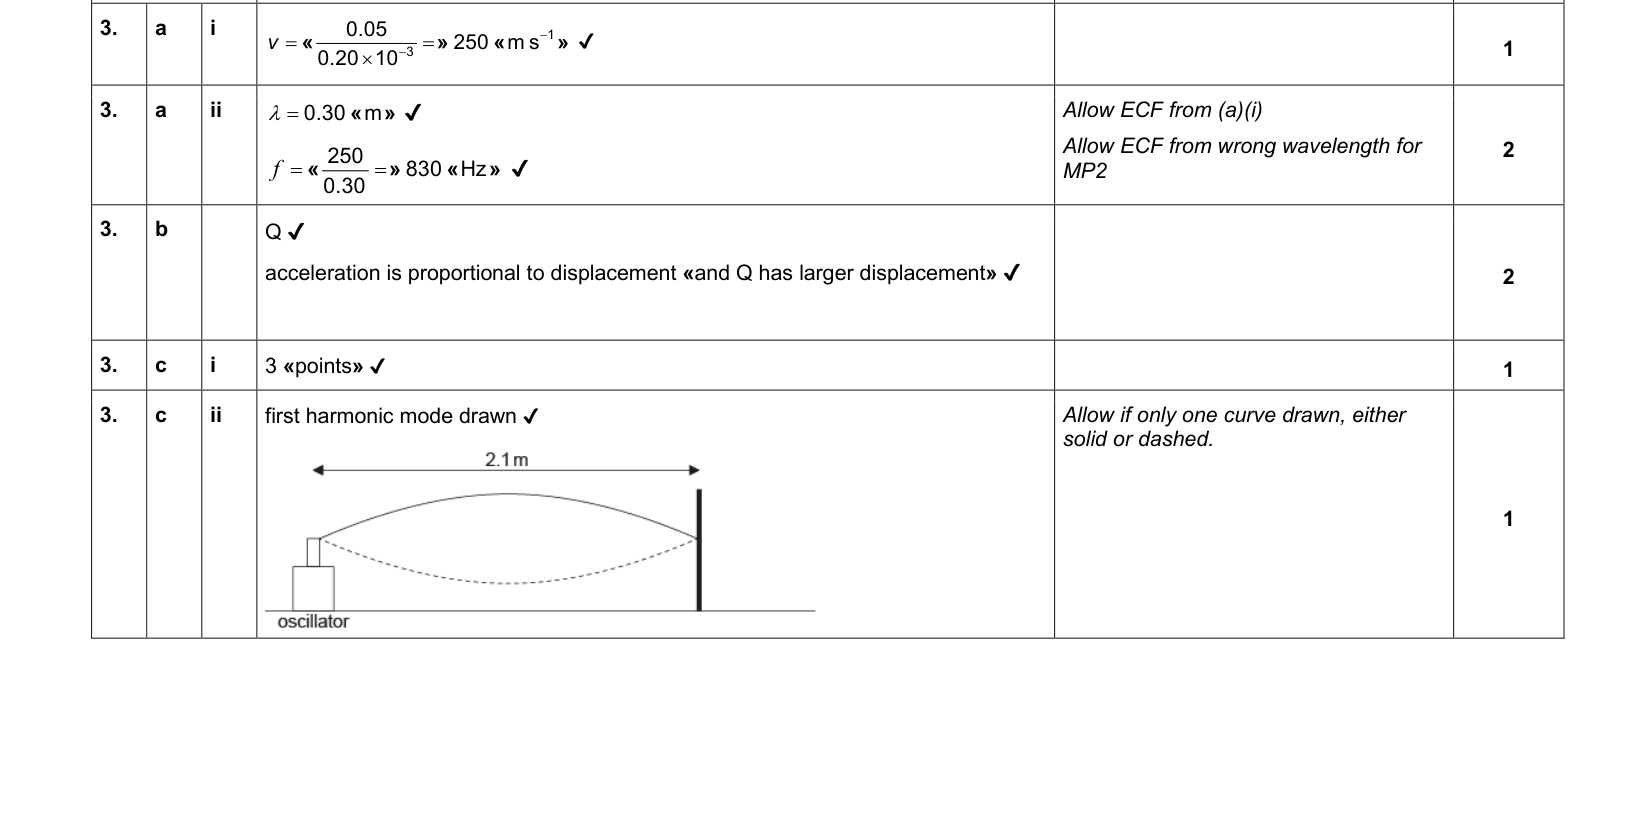 3. a i v = « 0.05 / 0.20 × 10⁻³ = » 250 « m s⁻¹ » ✓ 1
3. a ii λ = 0.30 « m » ✓ Allow ECF from (a)(i)
f = « 250 / 0.30 = » 830 « Hz » ✓ Allow ECF from wrong wavelength for
MP2 2
3. b Q ✓
acceleration is proportional to displacement «and Q has larger displacement» ✓ 2
3. c i 3 «points» ✓ 1
3. c ii first harmonic mode drawn ✓ Allow if only one curve drawn, either
solid or dashed.
2.1 m
1
oscillator